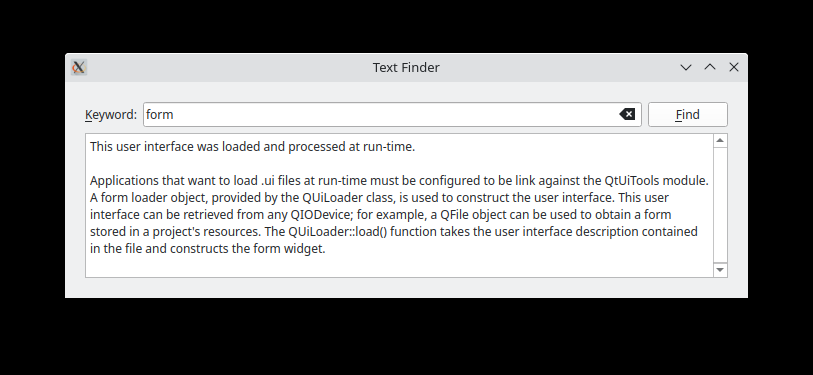 Text Finder
Keyword: form Find
This user interface was loaded and processed at run-time.
Applications that want to load .ui files at run-time must be configured to be link against the QtUiTools module.
A form loader object, provided by the QUiLoader class, is used to construct the user interface. This user
interface can be retrieved from any QIODevice; for example, a QFile object can be used to obtain a form
stored in a project's resources. The QUiLoader::load() function takes the user interface description contained
in the file and constructs the form widget.